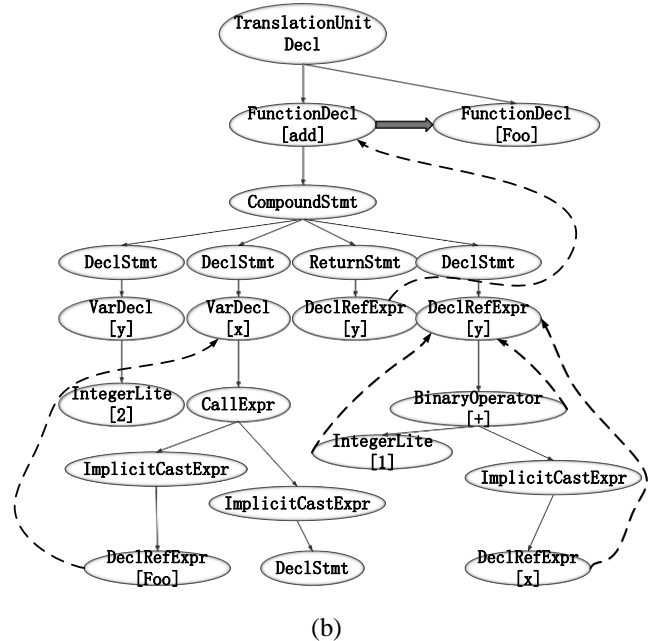 TranslationUnit
Decl
FunctionDecl
[add]
FunctionDecl
[Foo]
CompoundStmt
DeclStmt
DeclStmt
ReturnStmt
DeclStmt
VarDecl
[y]
VarDecl
[x]
DeclRefExpr
[y]
DeclRefExpr
[y]
IntegerLite
[2]
CallExpr
BinaryOperator
[+]
IntegerLite
[1]
ImplicitCastExpr
ImplicitCastExpr
ImplicitCastExpr
DeclRefExpr
[Foo]
DeclStmt
DeclRefExpr
[x]
(b)